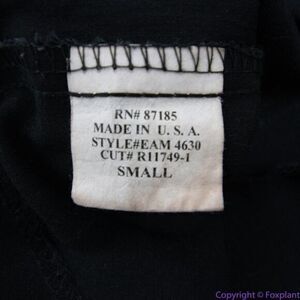 RN# 87185
MADE IN U. S. A.
STYLE#EAM 4630
CUT# R11749-1
SMALL
Copyright © Foxplant